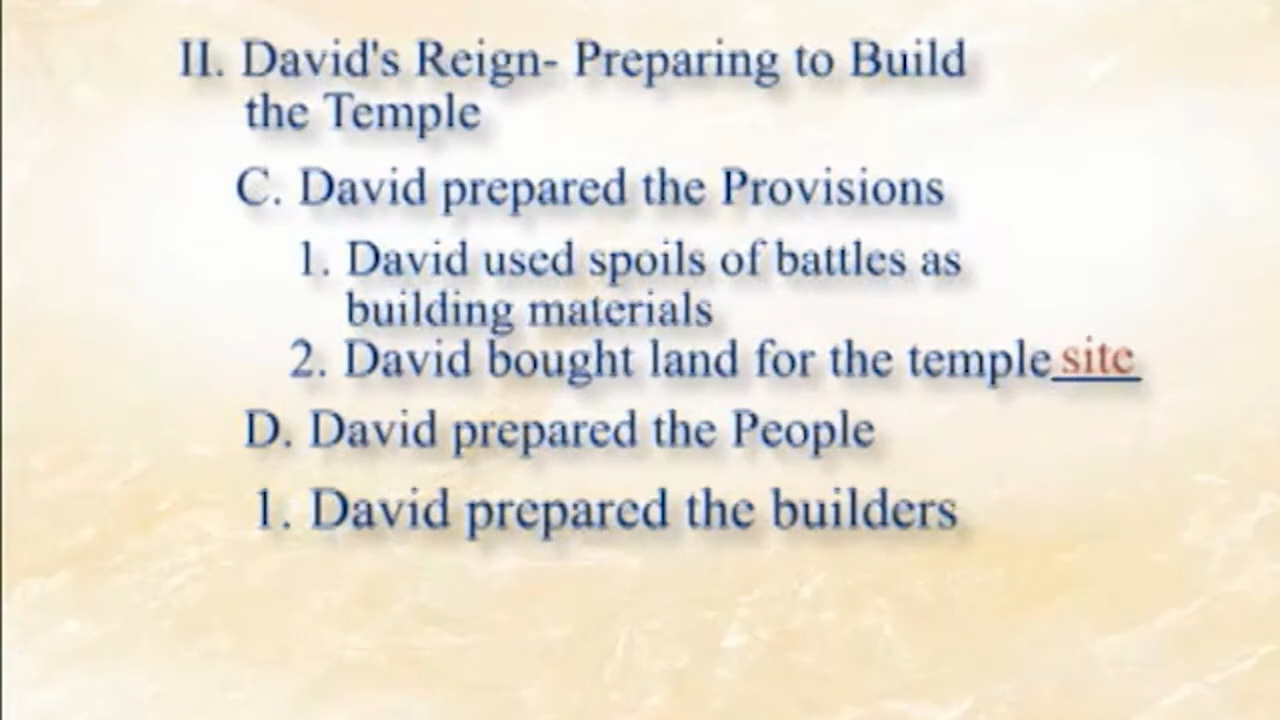 II. David's Reign- Preparing to Build
the Temple
C. David prepared the Provisions
1. David used spoils of battles as
building materials
2. David bought land for the temple site
D. David prepared the People
1. David prepared the builders